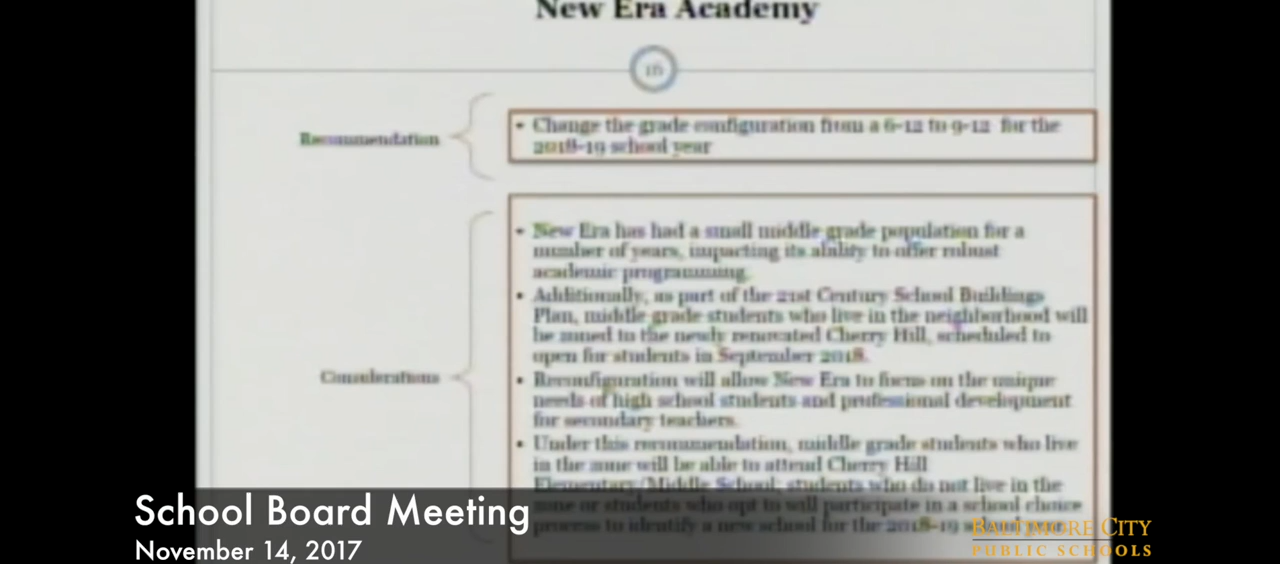 New Era Academy
16
Recommendation
• Change the grade configuration from a 6-12 to 9-12 for the
2018-19 school year
• New Era has had a small middle grade population for a
number of years, impacting its ability to offer robust
academic programming.
• Additionally, as part of the 21st Century School Buildings
Plan, middle grade students who live in the neighborhood will
be zoned to the newly renovated Cherry Hill, scheduled to
open for students in September 2018.
Considerations
• Reconfiguration will allow New Era to focus on the unique
needs of high school students and professional development
for secondary teachers.
• Under this recommendation, middle grade students who live
in the zone will be able to attend Cherry Hill
Elementary/Middle School; students who do not live in the
zone or students who opt to will participate in a school choice
process to identify a new school for the 2018-19
School Board Meeting
November 14, 2017
BALTIMORE CITY
PUBLIC SCHOOLS